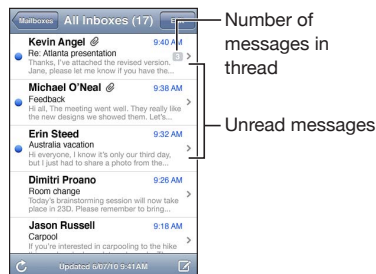 Mailboxes All Inboxes (17) Edit
Kevin Angel 9:40 AM
Re: Atlanta presentation 3
Thanks, I've attached the revised version.
Jane, please let me know if you have the...
Michael O'Neal 9:38 AM
Feedback
Hi all, The meeting went well. They really like
the new designs we showed them. Let's...
Erin Steed 9:32 AM
Australia vacation
Hi everyone, I know it's only our third day,
but I just had to share a photo from the...
Dimitri Proano 9:26 AM
Room change
Today's brainstorming session will now take
place in 23D. Please remember to bring...
Jason Russell 9:18 AM
Carpool
If you're interested in carpooling to the hike
Updated 6/07/10 9:41AM
Number of
messages in
thread
Unread messages